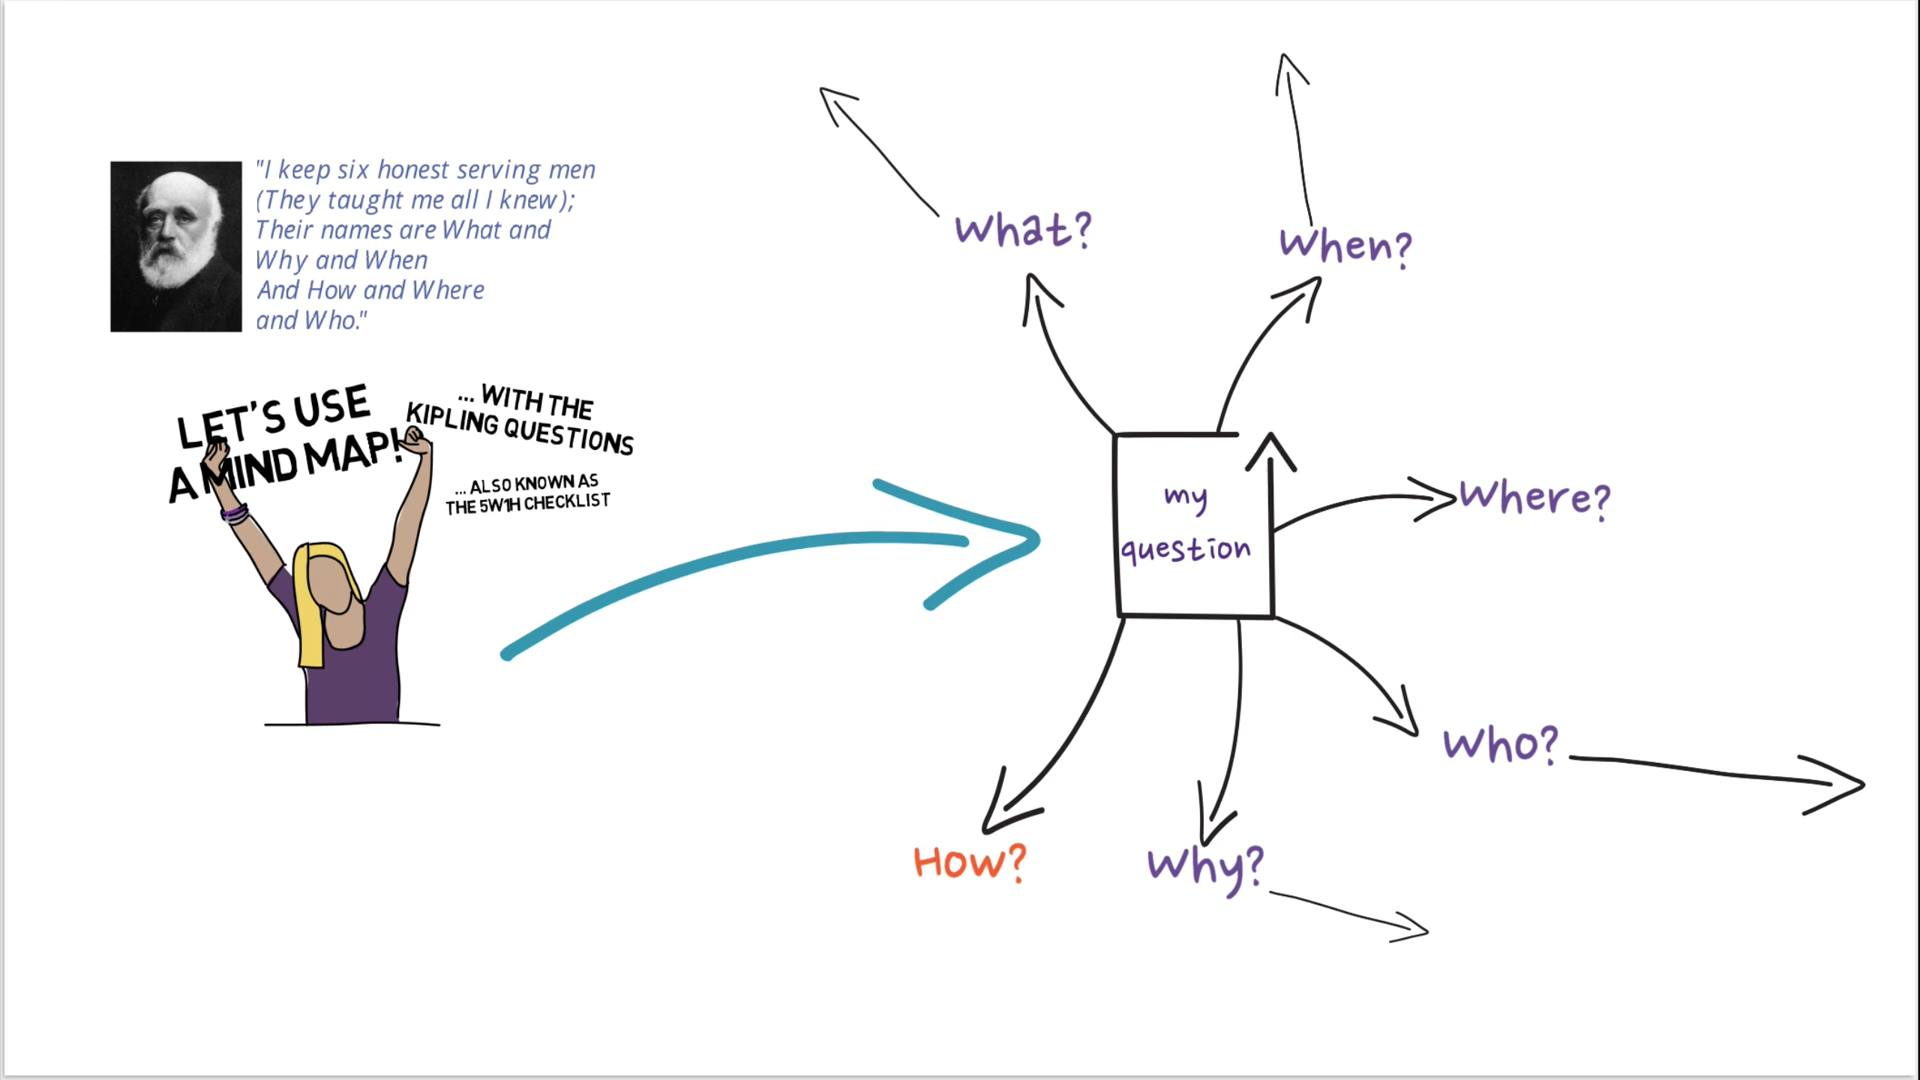 "I keep six honest serving men
(They taught me all I knew);
Their names are What and
Why and When
And How and Where
and Who."
LET'S USE
A MIND MAP!
... WITH THE
KIPLING QUESTIONS
... ALSO KNOWN AS
THE 5W1H CHECKLIST
What?
When?
my
question
Where?
Who?
How?
Why?